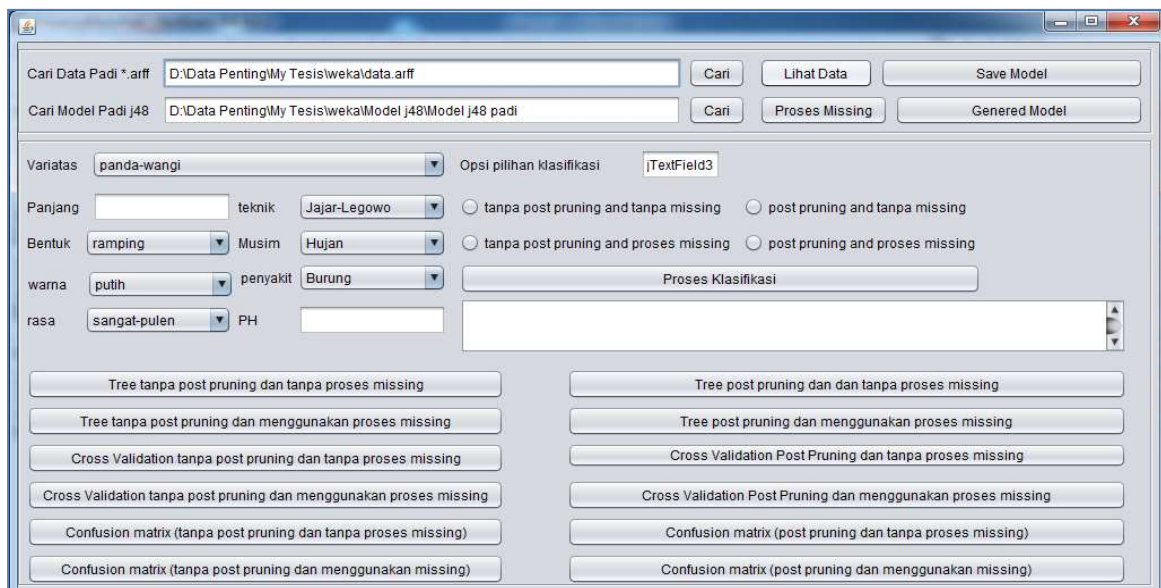 Cari Data Padi *.arff D:\Data Penting\My Tesis\weka\data.arff Cari Lihat Data Save Model
Cari Model Padi j48 D:\Data Penting\My Tesis\weka\Model j48\Model j48 padi Cari Proses Missing Genered Model
Variatas panda-wangi Opsi pilihan klasifikasi jTextField3
Panjang teknik Jajar-Legowo tanpa post pruning and tanpa missing post pruning and tanpa missing
Bentuk ramping Musim Hujan tanpa post pruning and proses missing post pruning and proses missing
warna putih penyakit Burung Proses Klasifikasi
rasa sangat-pulen PH
Tree tanpa post pruning dan tanpa proses missing Tree post pruning dan dan tanpa proses missing
Tree tanpa post pruning dan menggunakan proses missing Tree post pruning dan menggunakan proses missing
Cross Validation tanpa post pruning dan tanpa proses missing Cross Validation Post Pruning dan tanpa proses missing
Cross Validation tanpa post pruning dan menggunakan proses missing Cross Validation Post Pruning dan menggunakan proses missing
Confusion matrix (tanpa post pruning dan tanpa proses missing) Confusion matrix (post pruning dan tanpa proses missing)
Confusion matrix (tanpa post pruning dan menggunakan missing) Confusion matrix (post pruning dan menggunakan missing)